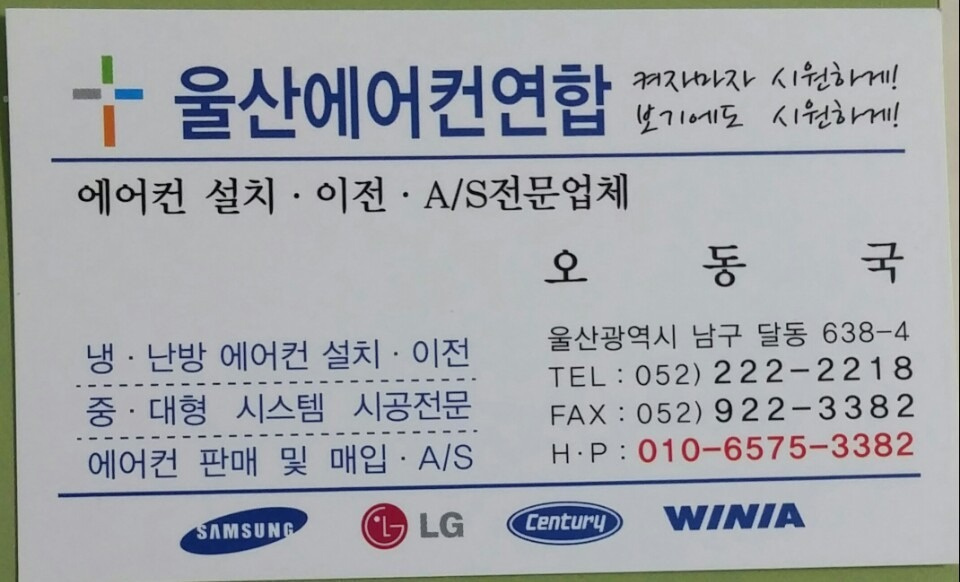 울산에어컨연합
켜자마자 시원하게!
보기에도 시원하게!
에어컨 설치 · 이전 · A/S전문업체
오 동 국
냉 · 난방 에어컨 설치 · 이전
중 · 대형 시스템 시공전문
에어컨 판매 및 매입 · A/S
울산광역시 남구 달동 638-4
TEL : 052) 222-2218
FAX : 052) 922-3382
H·P : 010-6575-3382
SAMSUNG LG Century WINIA